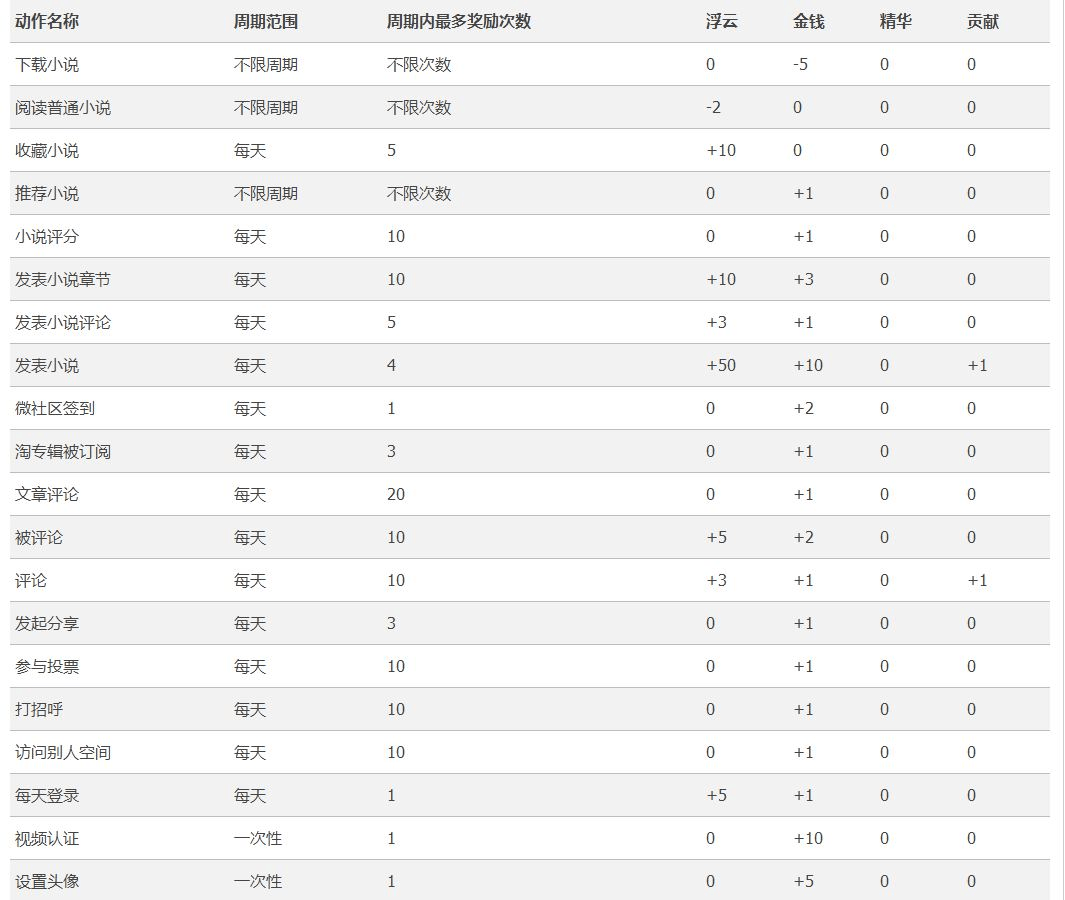 动作名称 周期范围 周期内最多奖励次数 浮云 金钱 精华 贡献
下载小说 不限周期 不限次数 0 -5 0 0
阅读普通小说 不限周期 不限次数 -2 0 0 0
收藏小说 每天 5 +10 0 0 0
推荐小说 不限周期 不限次数 0 +1 0 0
小说评分 每天 10 0 +1 0 0
发表小说章节 每天 10 +10 +3 0 0
发表小说评论 每天 5 +3 +1 0 0
发表小说 每天 4 +50 +10 0 +1
微社区签到 每天 1 0 +2 0 0
淘专辑被订阅 每天 3 0 +1 0 0
文章评论 每天 20 0 +1 0 0
被评论 每天 10 +5 +2 0 0
评论 每天 10 +3 +1 0 +1
发起分享 每天 3 0 +1 0 0
参与投票 每天 10 0 +1 0 0
打招呼 每天 10 0 +1 0 0
访问别人空间 每天 10 0 +1 0 0
每天登录 每天 1 +5 +1 0 0
视频认证 一次性 1 0 +10 0 0
设置头像 一次性 1 0 +5 0 0